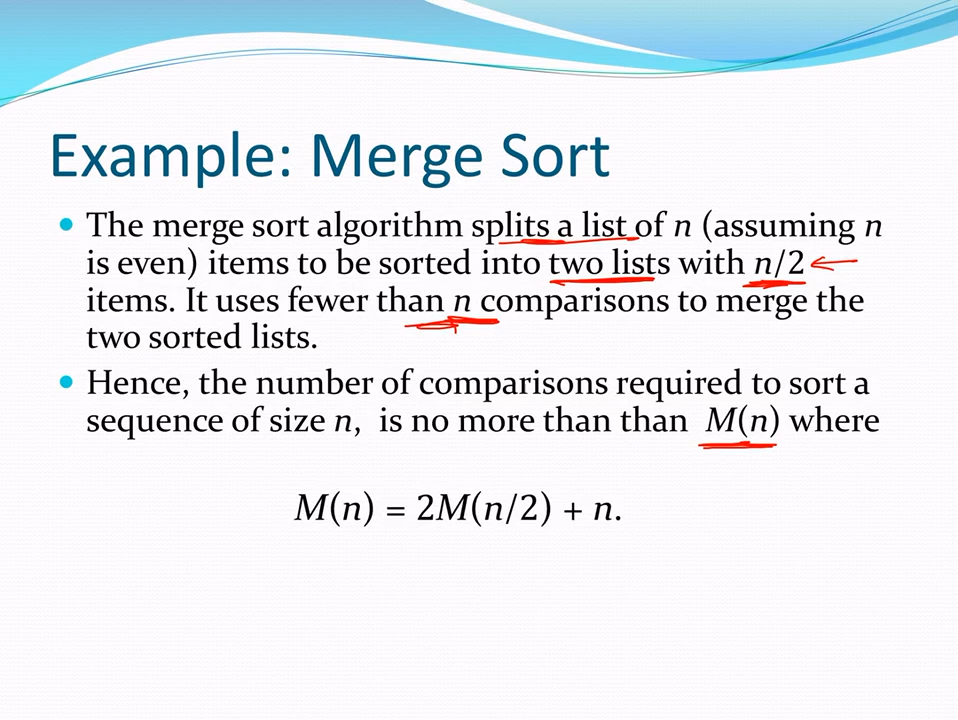 Example: Merge Sort
• The merge sort algorithm splits a list of n (assuming n
is even) items to be sorted into two lists with n/2
items. It uses fewer than n comparisons to merge the
two sorted lists.
• Hence, the number of comparisons required to sort a
sequence of size n, is no more than than M(n) where
M(n) = 2M(n/2) + n.